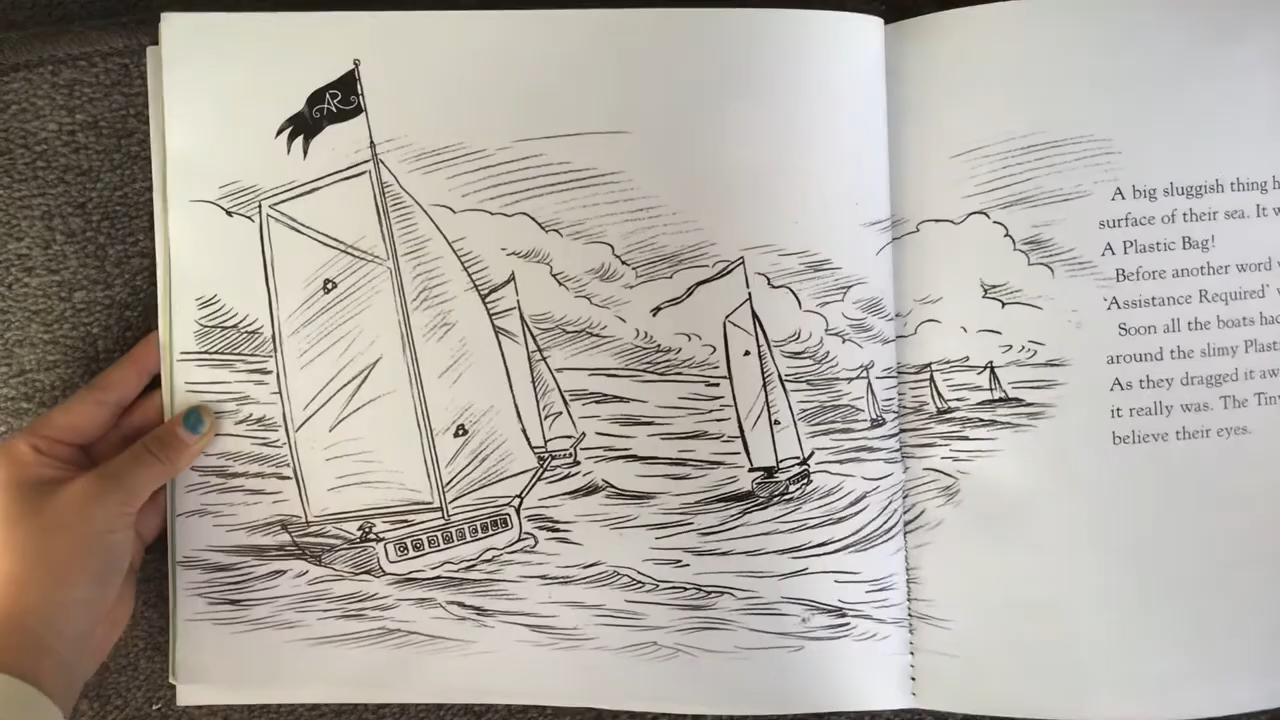 AR
A big sluggish thing h
surface of their sea. It w
A Plastic Bag!
Before another word w
‘Assistance Required’ w
Soon all the boats had
around the slimy Plast
As they dragged it aw
it really was. The Tin
believe their eyes.